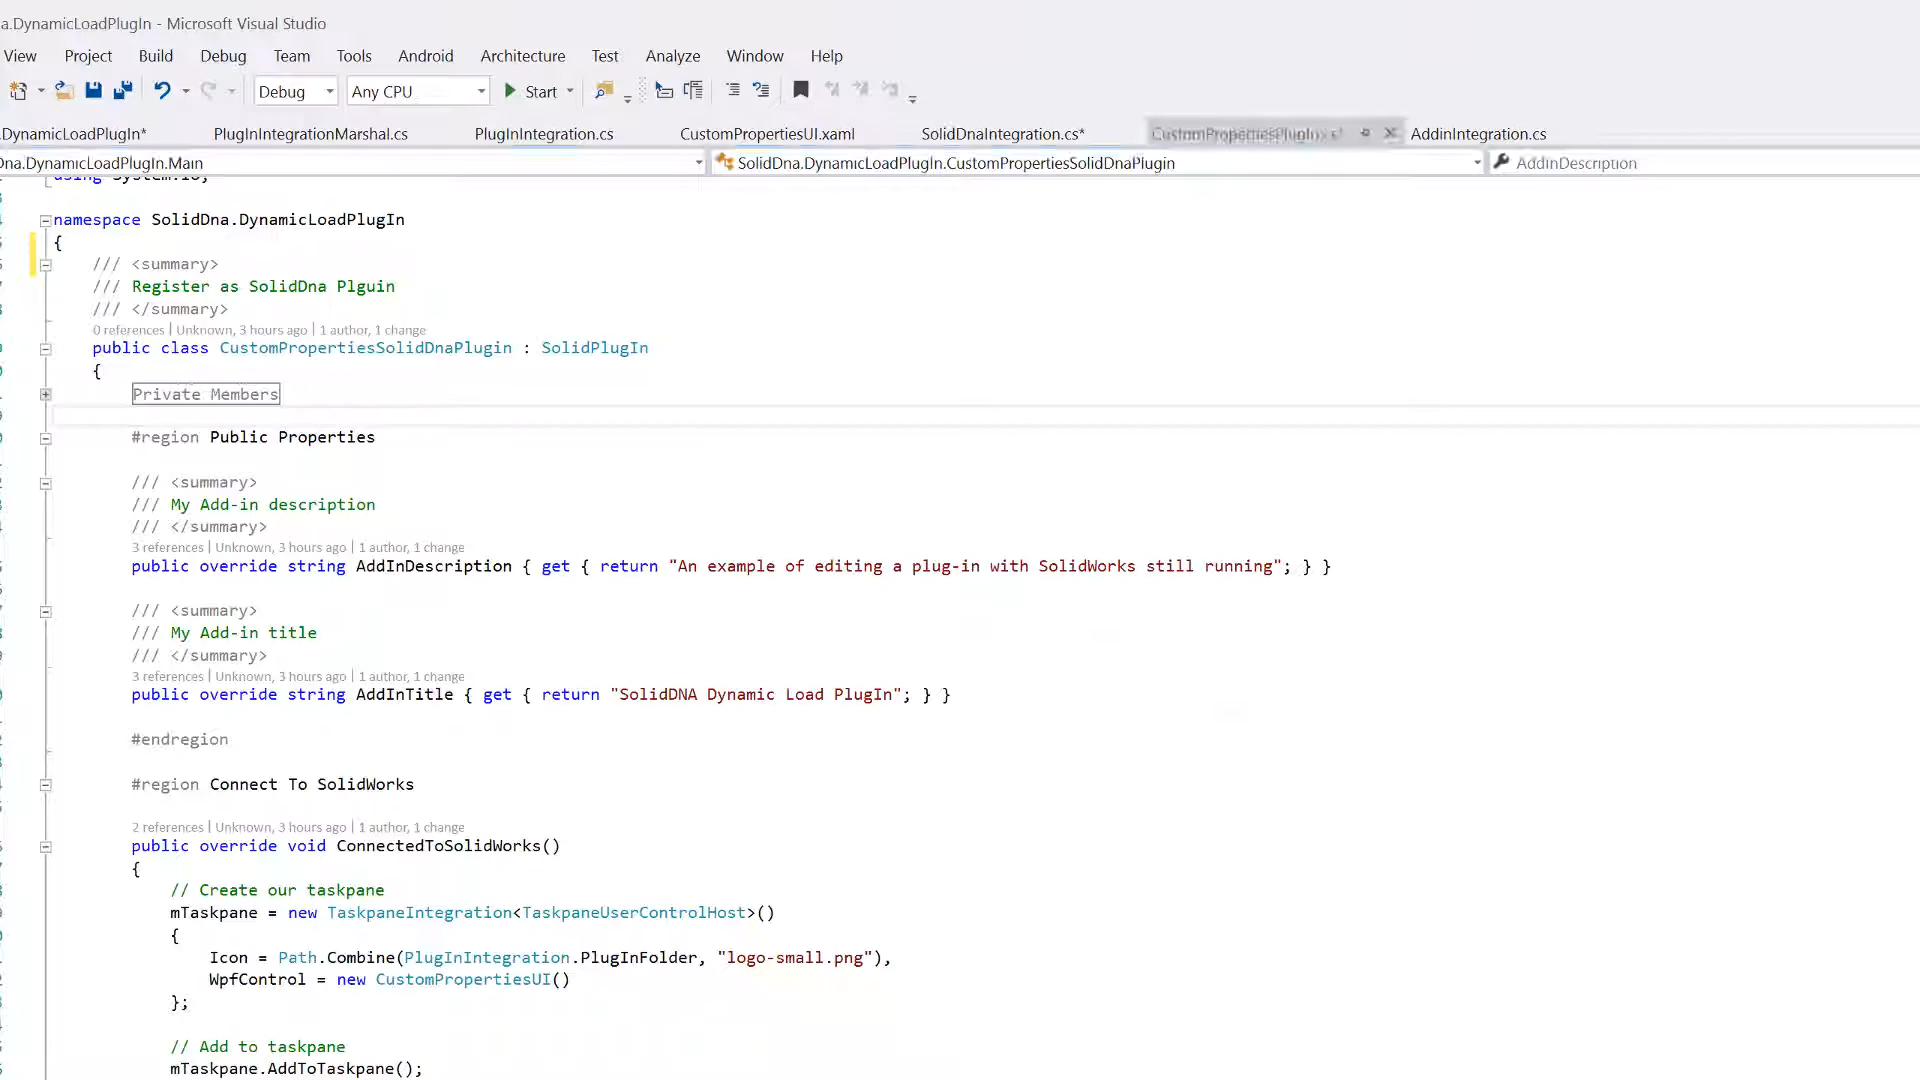 a.DynamicLoadPlugIn - Microsoft Visual Studio
View Project Build Debug Team Tools Android Architecture Test Analyze Window Help
Debug Any CPU Start
.DynamicLoadPlugIn* PlugInIntegrationMarshal.cs PlugInIntegration.cs CustomPropertiesUI.xaml SolidDnaIntegration.cs* AddinIntegration.cs
Dna.DynamicLoadPlugIn.Main SolidDna.DynamicLoadPlugIn.CustomPropertiesSolidDnaPlugin AddinDescription
using System.IO;
namespace SolidDna.DynamicLoadPlugIn
{
/// <summary>
/// Register as SolidDna Plguin
/// </summary>
0 references | Unknown, 3 hours ago | 1 author, 1 change
public class CustomPropertiesSolidDnaPlugin : SolidPlugIn
{
Private Members
#region Public Properties
/// <summary>
/// My Add-in description
/// </summary>
3 references | Unknown, 3 hours ago | 1 author, 1 change
public override string AddInDescription { get { return "An example of editing a plug-in with SolidWorks still running"; } }
/// <summary>
/// My Add-in title
/// </summary>
3 references | Unknown, 3 hours ago | 1 author, 1 change
public override string AddInTitle { get { return "SolidDNA Dynamic Load PlugIn"; } }
#endregion
#region Connect To SolidWorks
2 references | Unknown, 3 hours ago | 1 author, 1 change
public override void ConnectedToSolidWorks()
{
// Create our taskpane
mTaskpane = new TaskpaneIntegration<TaskpaneUserControlHost>()
{
Icon = Path.Combine(PlugInIntegration.PlugInFolder, "logo-small.png"),
WpfControl = new CustomPropertiesUI()
};
// Add to taskpane
mTaskpane.AddToTaskpane();